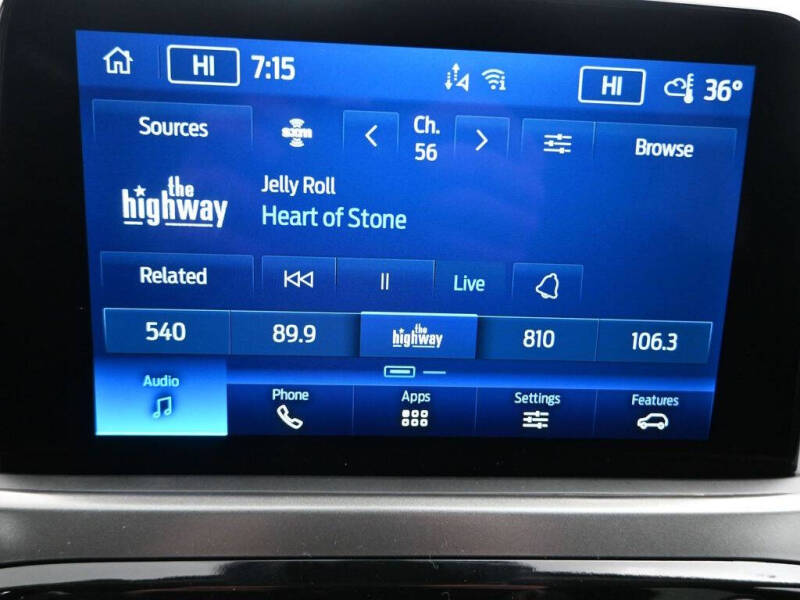 HI 7:15 HI 36°
Sources sxm Ch. 56 Browse
the highway
Jelly Roll
Heart of Stone
Related Live
540 89.9 the highway 810 106.3
Audio Phone Apps Settings Features